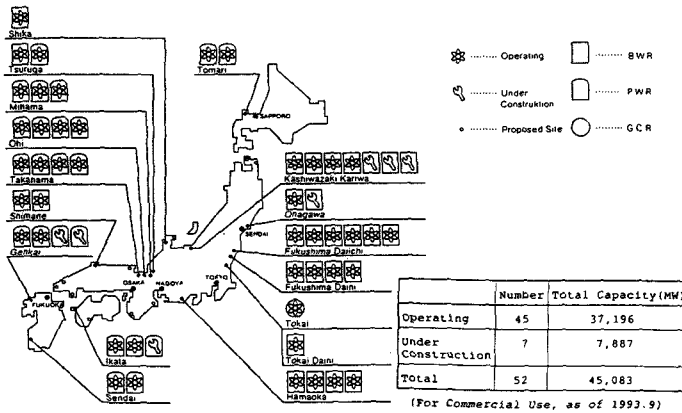 Shika
Tsuruga
Mihama
Ohi
Takahama
Shimane
Genkai
FUKUOKA
Ikata
Sendai
OSAKA
NAGOYA
TOKYO
SENDAI
SAPPORO
Tomari
Kashiwazaki Kariwa
Onagawa
Fukushima Daiichi
Fukushima Daini
Tokai
Tokai Daini
Hamaoka
........ Operating
........ Under Construktion
........ Proposed Site
...... BWR
...... PWR
...... GCR
Number Total Capacity(MW)
Operating 45 37,196
Under Construction 7 7,887
Total 52 45,083
(For Commercial Use, as of 1993.9)